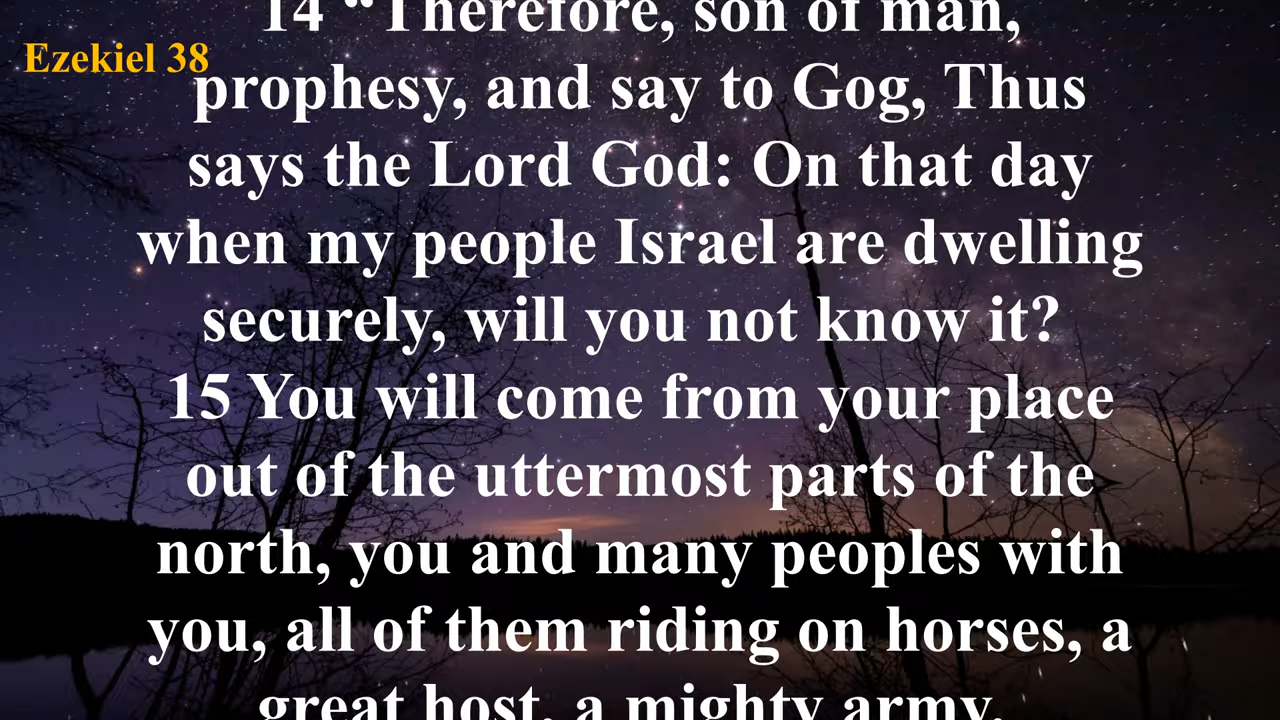 14 “Therefore, son of man,
Ezekiel 38
prophesy, and say to Gog, Thus
says the Lord God: On that day
when my people Israel are dwelling
securely, will you not know it?
15 You will come from your place
out of the uttermost parts of the
north, you and many peoples with
you, all of them riding on horses, a
great host, a mighty army.